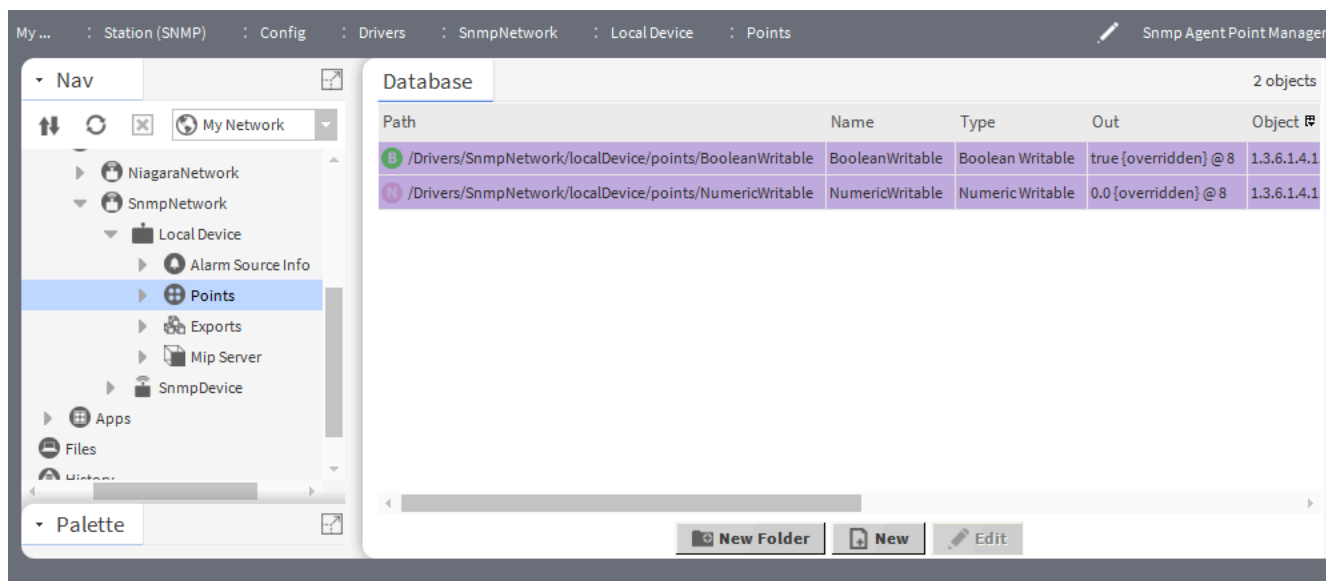 My ... : Station (SNMP) : Config : Drivers : SnmpNetwork : Local Device : Points Snmp Agent Point Manager
Nav
My Network
NiagaraNetwork
SnmpNetwork
Local Device
Alarm Source Info
Points
Exports
Mip Server
SnmpDevice
Apps
Files
History
Palette
Database 2 objects
Path Name Type Out Object
B /Drivers/SnmpNetwork/localDevice/points/BooleanWritable BooleanWritable Boolean Writable true {overridden} @ 8 1.3.6.1.4.1
N /Drivers/SnmpNetwork/localDevice/points/NumericWritable NumericWritable Numeric Writable 0.0 {overridden} @ 8 1.3.6.1.4.1
New Folder New Edit